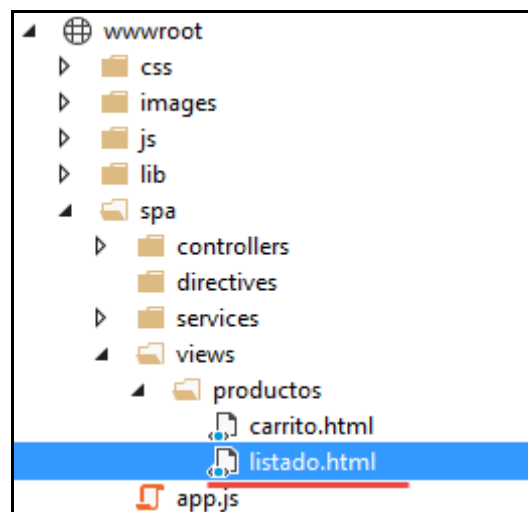 wwwroot
css
images
js
lib
spa
controllers
directives
services
views
productos
carrito.html
listado.html
app.js